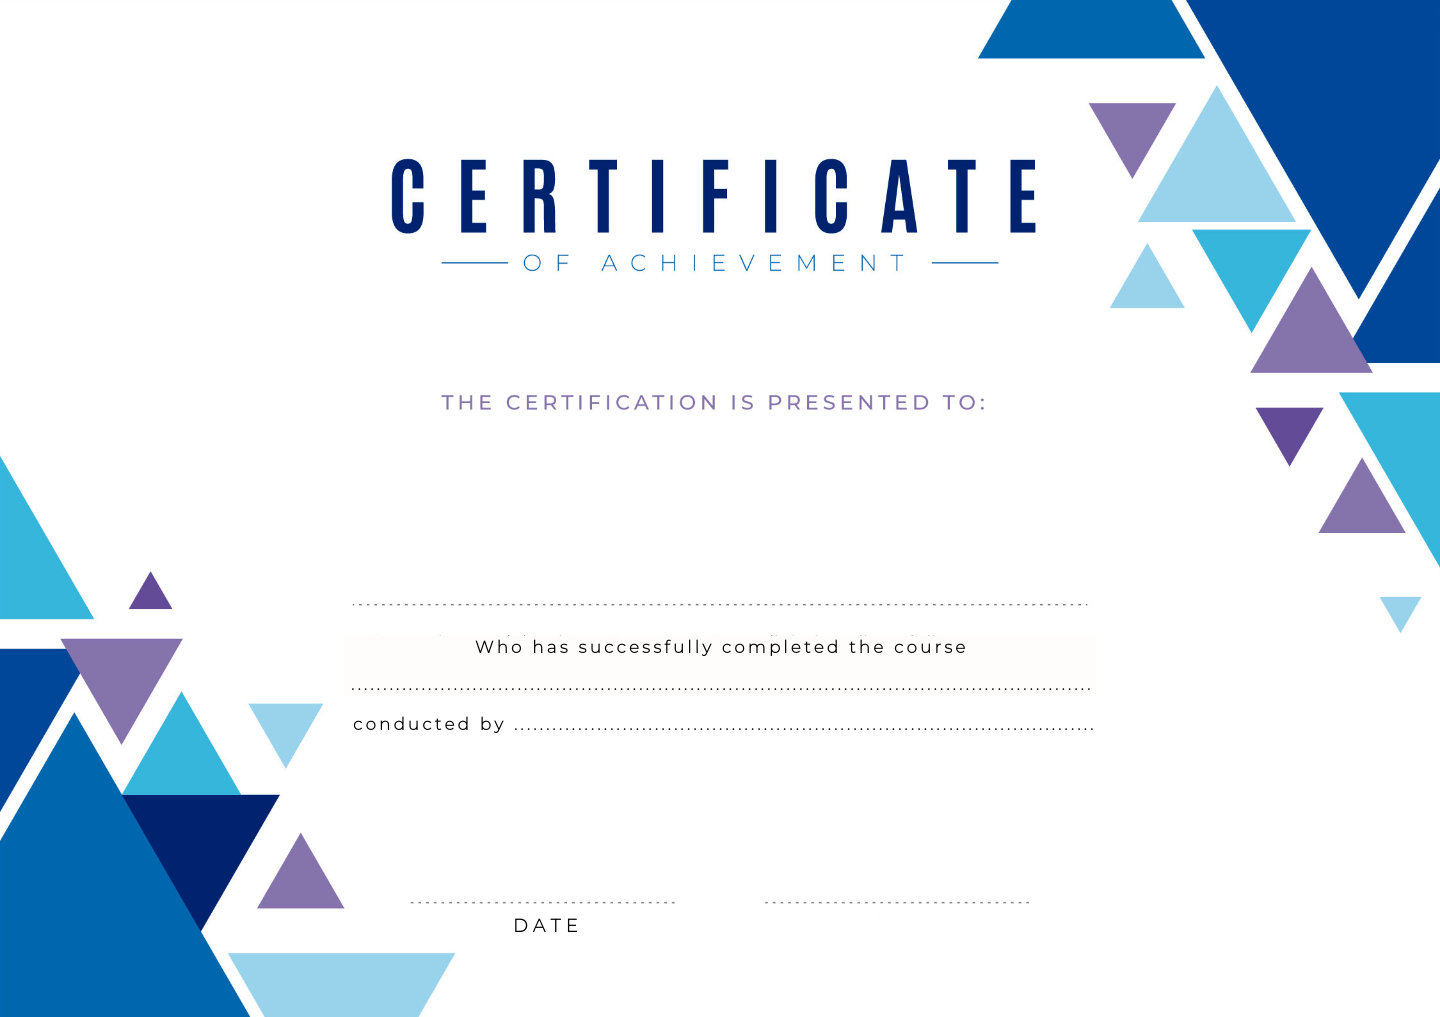 CERTIFICATE
OF ACHIEVEMENT
THE CERTIFICATION IS PRESENTED TO:
Who has successfully completed the course
conducted by
DATE